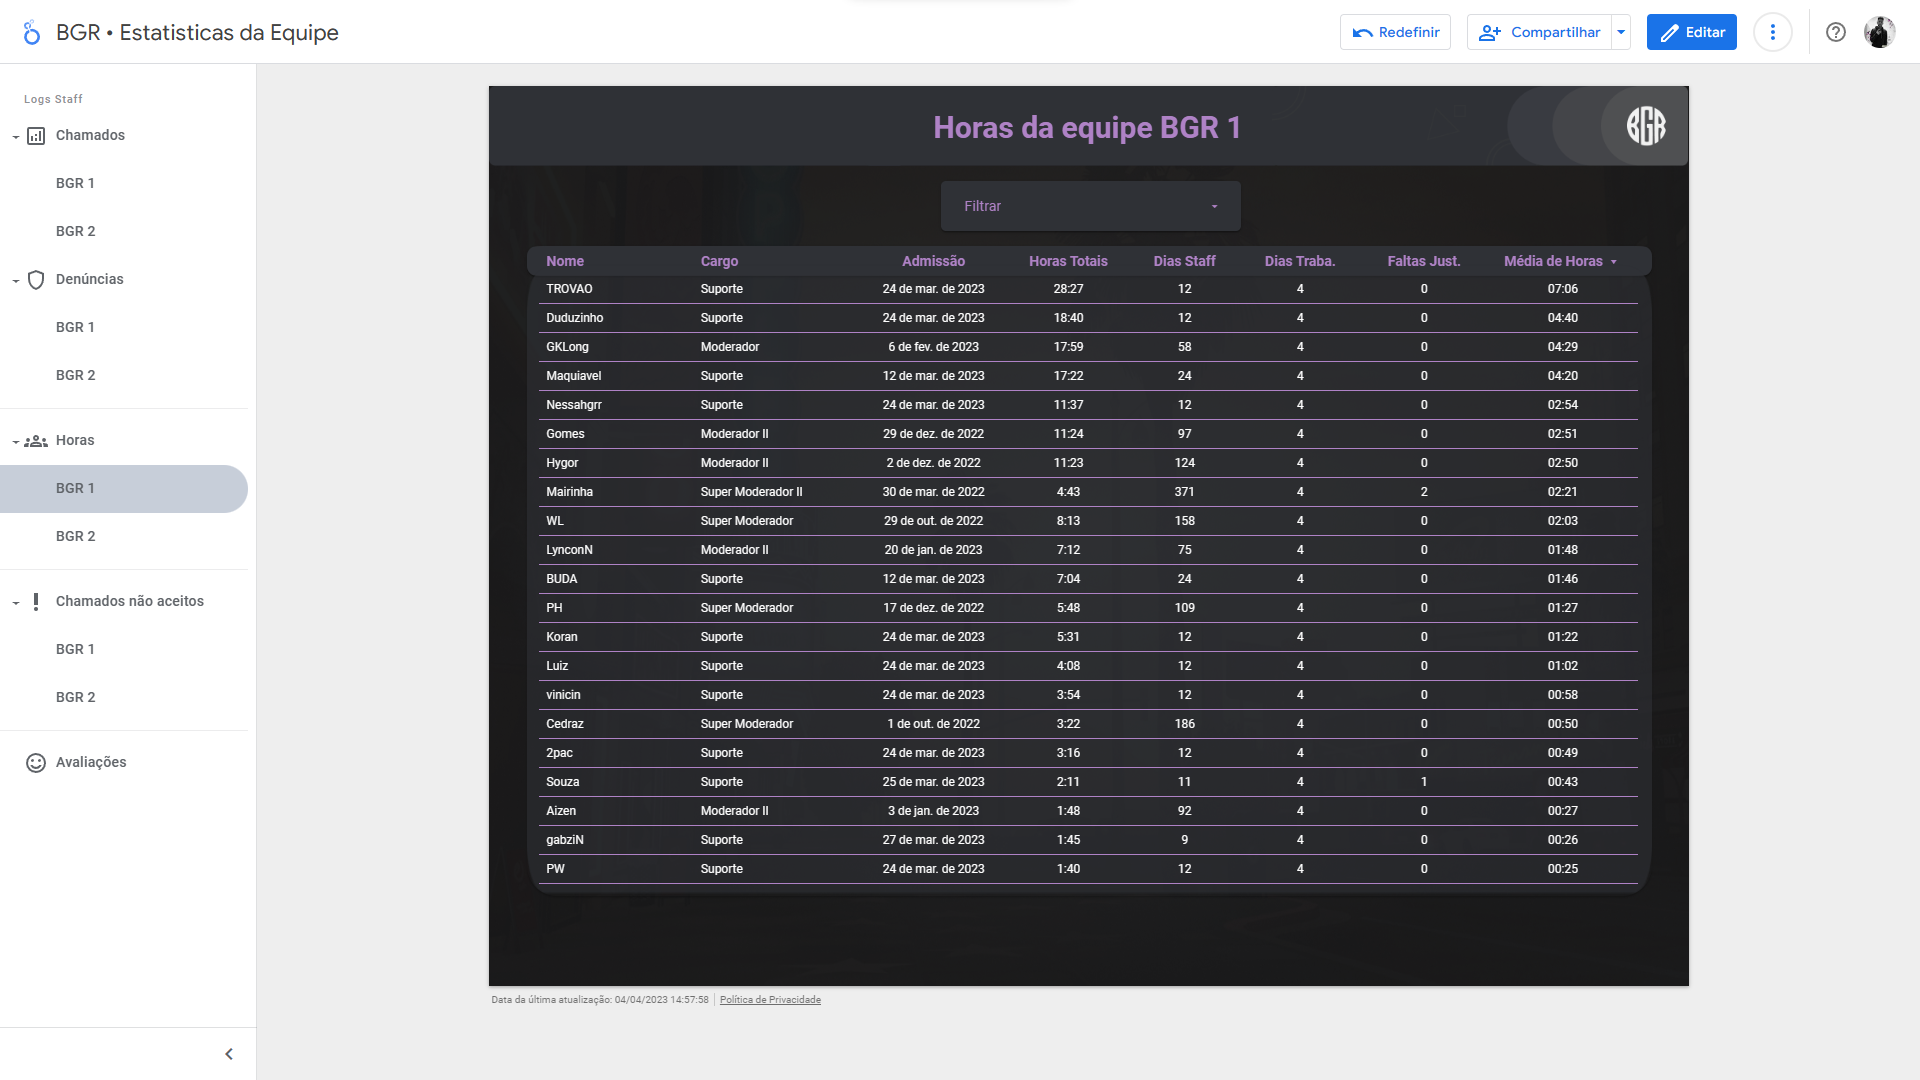 BGR • Estatisticas da Equipe
Redefinir
Compartilhar
Editar
Logs Staff
Chamados
BGR 1
BGR 2
Denúncias
BGR 1
BGR 2
Horas
BGR 1
BGR 2
Chamados não aceitos
BGR 1
BGR 2
Avaliações
Horas da equipe BGR 1
BGR
Filtrar
Nome Cargo Admissão Horas Totais Dias Staff Dias Traba. Faltas Just. Média de Horas
TROVAO Suporte 24 de mar. de 2023 28:27 12 4 0 07:06
Duduzinho Suporte 24 de mar. de 2023 18:40 12 4 0 04:40
GKLong Moderador 6 de fev. de 2023 17:59 58 4 0 04:29
Maquiavel Suporte 12 de mar. de 2023 17:22 24 4 0 04:20
Nessahgrr Suporte 24 de mar. de 2023 11:37 12 4 0 02:54
Gomes Moderador II 29 de dez. de 2022 11:24 97 4 0 02:51
Hygor Moderador II 2 de dez. de 2022 11:23 124 4 0 02:50
Mairinha Super Moderador II 30 de mar. de 2022 4:43 371 4 2 02:21
WL Super Moderador 29 de out. de 2022 8:13 158 4 0 02:03
LynconN Moderador II 20 de jan. de 2023 7:12 75 4 0 01:48
BUDA Suporte 12 de mar. de 2023 7:04 24 4 0 01:46
PH Super Moderador 17 de dez. de 2022 5:48 109 4 0 01:27
Koran Suporte 24 de mar. de 2023 5:31 12 4 0 01:22
Luiz Suporte 24 de mar. de 2023 4:08 12 4 0 01:02
vinicin Suporte 24 de mar. de 2023 3:54 12 4 0 00:58
Cedraz Super Moderador 1 de out. de 2022 3:22 186 4 0 00:50
2pac Suporte 24 de mar. de 2023 3:16 12 4 0 00:49
Souza Suporte 25 de mar. de 2023 2:11 11 4 1 00:43
Aizen Moderador II 3 de jan. de 2023 1:48 92 4 0 00:27
gabziN Suporte 27 de mar. de 2023 1:45 9 4 0 00:26
PW Suporte 24 de mar. de 2023 1:40 12 4 0 00:25
Data da última atualização: 04/04/2023 14:57:58 Política de Privacidade